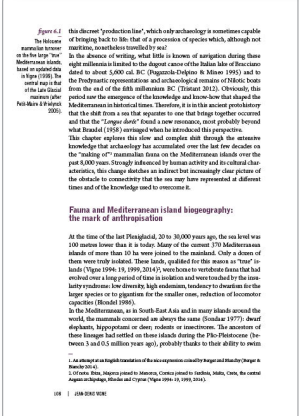 figure 6.1
The Holocene
mammalian turnover
on the five large "true"
Mediterranean islands,
based on updated data
in Vigne (1999). The
central map is that
of the Late Glacial
maximum (after
Petit-Maire & Vrielynck
2005).
this discreet "production line", which only archaeology is sometimes capable
of bringing back to life: that of a procession of species which, although not
maritime, nonetheless travelled by sea?
In the absence of writing, what little is known of navigation during these
eight millennia is limited to the dugout canoe of the Italian lake of Bracciano
dated to about 5,600 cal. BC (Fugazzola-Delpino & Mineo 1995) and to
the Predynastic representations and archaeological remains of Nilotic boats
from the end of the fifth millennium BC (Tristant 2012). Obviously, this
period saw the emergence of the knowledge and know-how that shaped the
Mediterranean in historical times. Therefore, it is in this ancient protohistory
that the shift from a sea that separates to one that brings together occurred
and that the "Longue durée" found a new resonance, most probably beyond
what Braudel (1958) envisaged when he introduced this perspective.
This chapter explores this slow and complex shift through the extensive
knowledge that archaeology has accumulated over the last few decades on
the "making of"¹ mammalian fauna on the Mediterranean islands over the
past 8,000 years. Strongly influenced by human activity and its cultural char-
acteristics, this change sketches an indirect but increasingly clear picture of
the obstacle to connectivity that the sea may have represented at different
times and of the knowledge used to overcome it.
Fauna and Mediterranean island biogeography:
the mark of anthropisation
At the time of the last Pleniglacial, 20 to 30,000 years ago, the sea level was
100 metres lower than it is today. Many of the current 370 Mediterranean
islands of more than 10 ha were joined to the mainland. Only a dozen of
them were truly isolated. These lands, qualified for this reason as "true" is-
lands (Vigne 1994: 19, 1999, 2014)², were home to vertebrate fauna that had
evolved over a long period of time in isolation and were touched by the insu-
larity syndrome: low diversity, high endemism, tendency to dwarfism for the
larger species or to gigantism for the smaller ones, reduction of locomotor
capacities (Blondel 1986).
In the Mediterranean, as in South-East Asia and in many islands around the
world, the mammals concerned are always the same (Sondaar 1977): dwarf
elephants, hippopotami or deer; rodents or insectivores. The ancestors of
these lineages had settled on these islands during the Plio-Pleistocene (be-
tween 3 and 0.5 million years ago), probably thanks to their ability to swim
1. An attempt at an English translation of the nice expression coined by Burgat and Blanchy (Burgat &
Blanchy 2014).
2. Of note: Ibiza, Majorca joined to Menorca, Corsica joined to Sardinia, Malta, Crete, the central
Aegean archipelago, Rhodes and Cyprus (Vigne 1994: 19, 1999, 2014).
108 | JEAN-DENIS VIGNE